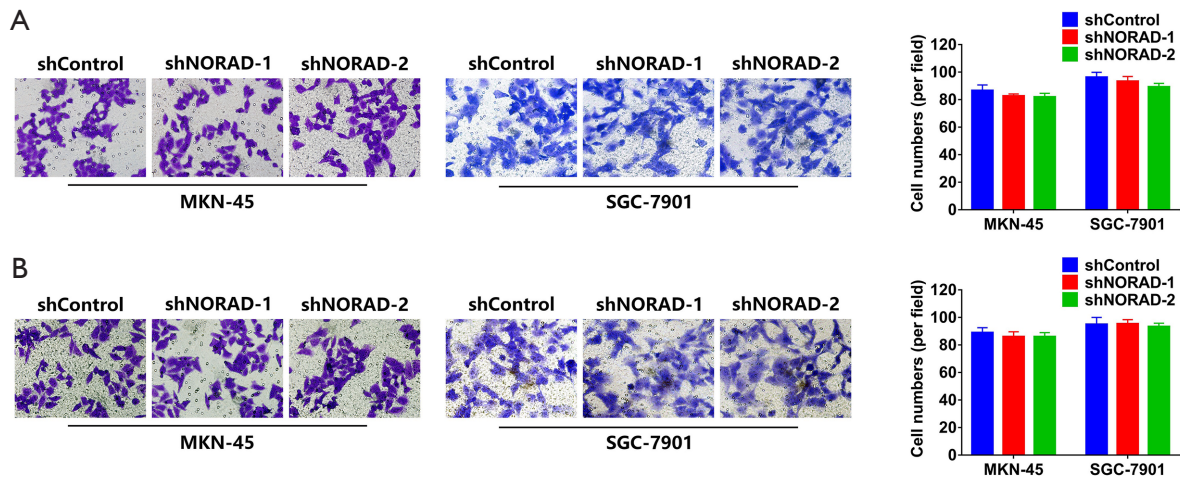 A
shControl shNORAD-1 shNORAD-2 shControl shNORAD-1 shNORAD-2
MKN-45 SGC-7901
shControl
shNORAD-1
shNORAD-2
Cell numbers (per field)
120
100
80
60
40
20
0
MKN-45 SGC-7901
B
shControl shNORAD-1 shNORAD-2 shControl shNORAD-1 shNORAD-2
MKN-45 SGC-7901
shControl
shNORAD-1
shNORAD-2
Cell numbers (per field)
120
100
80
60
40
20
0
MKN-45 SGC-7901